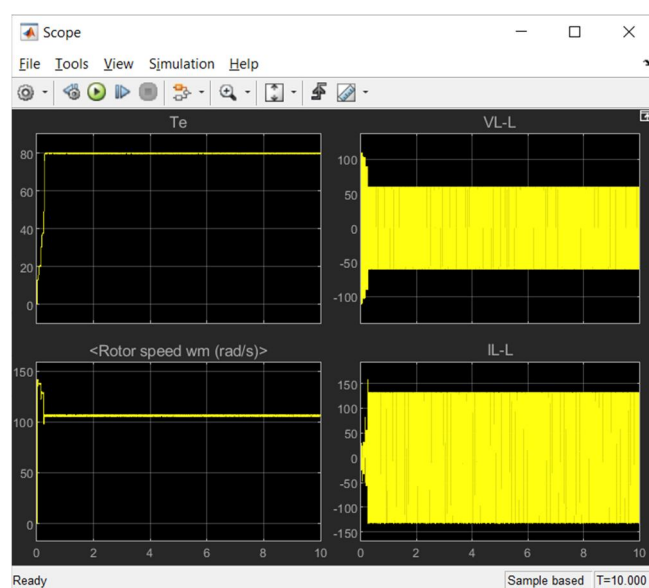 Scope
File Tools View Simulation Help
Te
80
60
40
20
0
VL-L
100
50
0
-50
-100
<Rotor speed wm (rad/s)>
150
100
50
0
0 2 4 6 8 10
IL-L
150
100
50
0
-50
-100
-150
0 2 4 6 8 10
Ready Sample based T=10.000